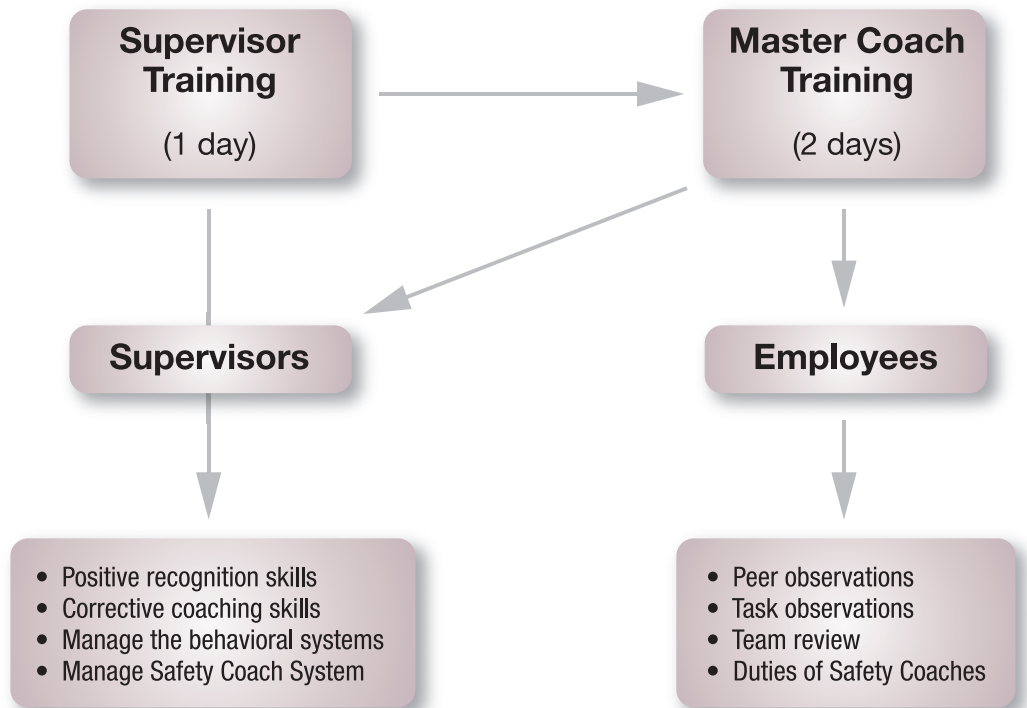 Supervisor
Training
(1 day)
Master Coach
Training
(2 days)
Supervisors
Employees
• Positive recognition skills
• Corrective coaching skills
• Manage the behavioral systems
• Manage Safety Coach System
• Peer observations
• Task observations
• Team review
• Duties of Safety Coaches